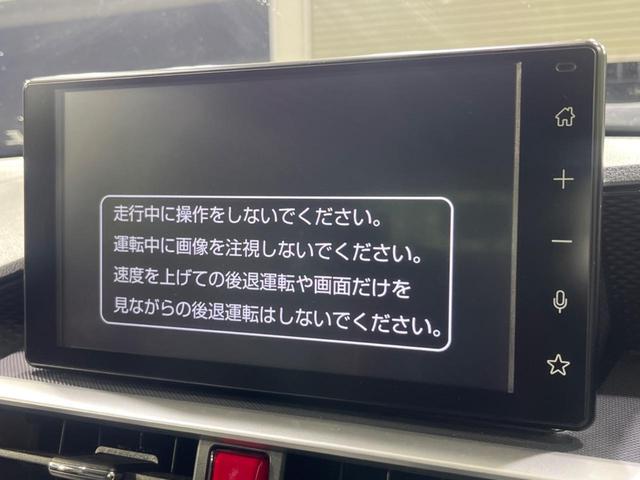 走行中に操作をしないでください。
運転中に画像を注視しないでください。
速度を上げての後退運転や画面だけを
見ながらの後退運転はしないでください。